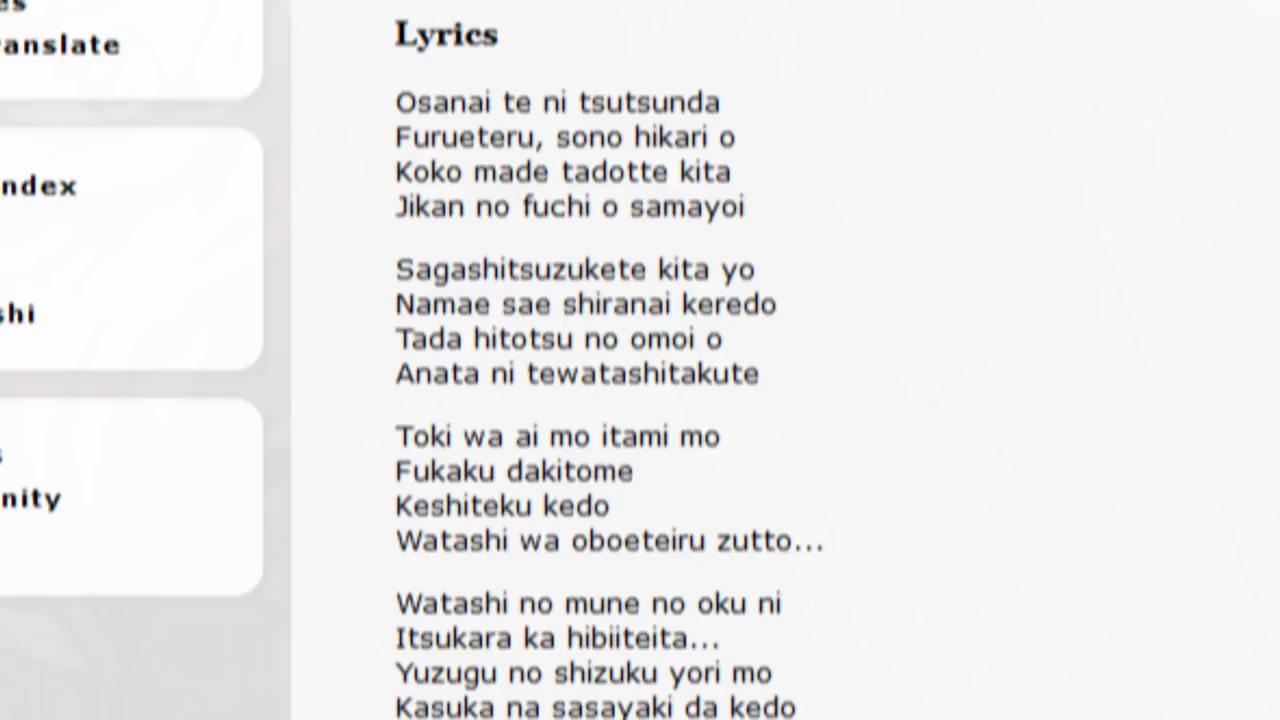 es
ranslate
ndex
shi
s
nity
Lyrics
Osanai te ni tsutsunda
Furueteru, sono hikari o
Koko made tadotte kita
Jikan no fuchi o samayoi
Sagashitsuzukete kita yo
Namae sae shiranai keredo
Tada hitotsu no omoi o
Anata ni tewatashitakute
Toki wa ai mo itami mo
Fukaku dakitome
Keshiteku kedo
Watashi wa oboeteiru zutto...
Watashi no mune no oku ni
Itsukara ka hibiiteita...
Yuzugu no shizuku yori mo
Kasuka na sasayaki da kedo